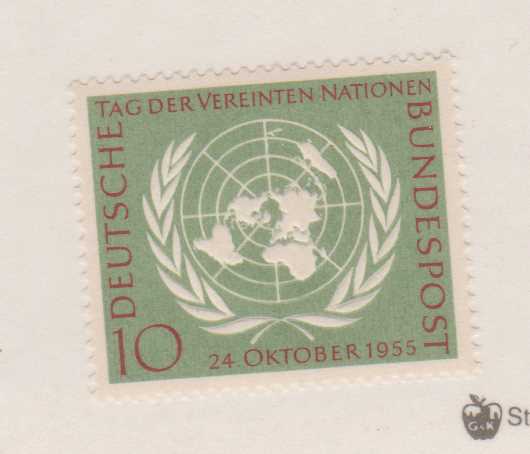 TAG DER VEREINTEN NATIONEN
DEUTSCHE
BUNDESPOST
10
24. OKTOBER 1955
G&K
St